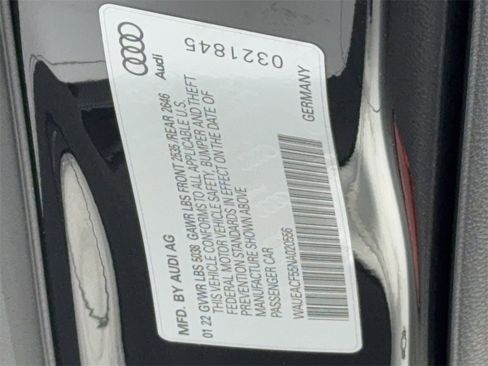 Audi
0321845
MFD. BY AUDI AG
01 22 GVWR LBS 5038 GAWR LBS FRONT 2535 /REAR 2646
THIS VEHICLE CONFORMS TO ALL APPLICABLE U.S.
FEDERAL MOTOR VEHICLE SAFETY, BUMPER AND THEFT
PREVENTION STANDARDS IN EFFECT ON THE DATE OF
MANUFACTURE SHOWN ABOVE
PASSENGER CAR
WAUEACF55NA020556
GERMANY